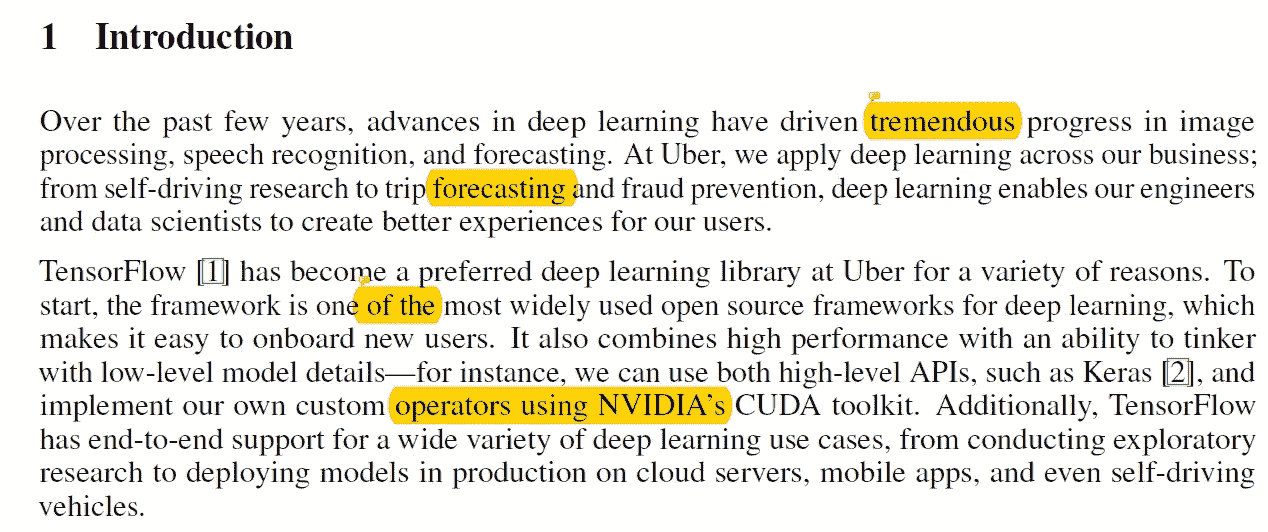 1 Introduction
Over the past few years, advances in deep learning have driven tremendous progress in image
processing, speech recognition, and forecasting. At Uber, we apply deep learning across our business;
from self-driving research to trip forecasting and fraud prevention, deep learning enables our engineers
and data scientists to create better experiences for our users.
TensorFlow [1] has become a preferred deep learning library at Uber for a variety of reasons. To
start, the framework is one of the most widely used open source frameworks for deep learning, which
makes it easy to onboard new users. It also combines high performance with an ability to tinker
with low-level model details—for instance, we can use both high-level APIs, such as Keras [2], and
implement our own custom operators using NVIDIA's CUDA toolkit. Additionally, TensorFlow
has end-to-end support for a wide variety of deep learning use cases, from conducting exploratory
research to deploying models in production on cloud servers, mobile apps, and even self-driving
vehicles.